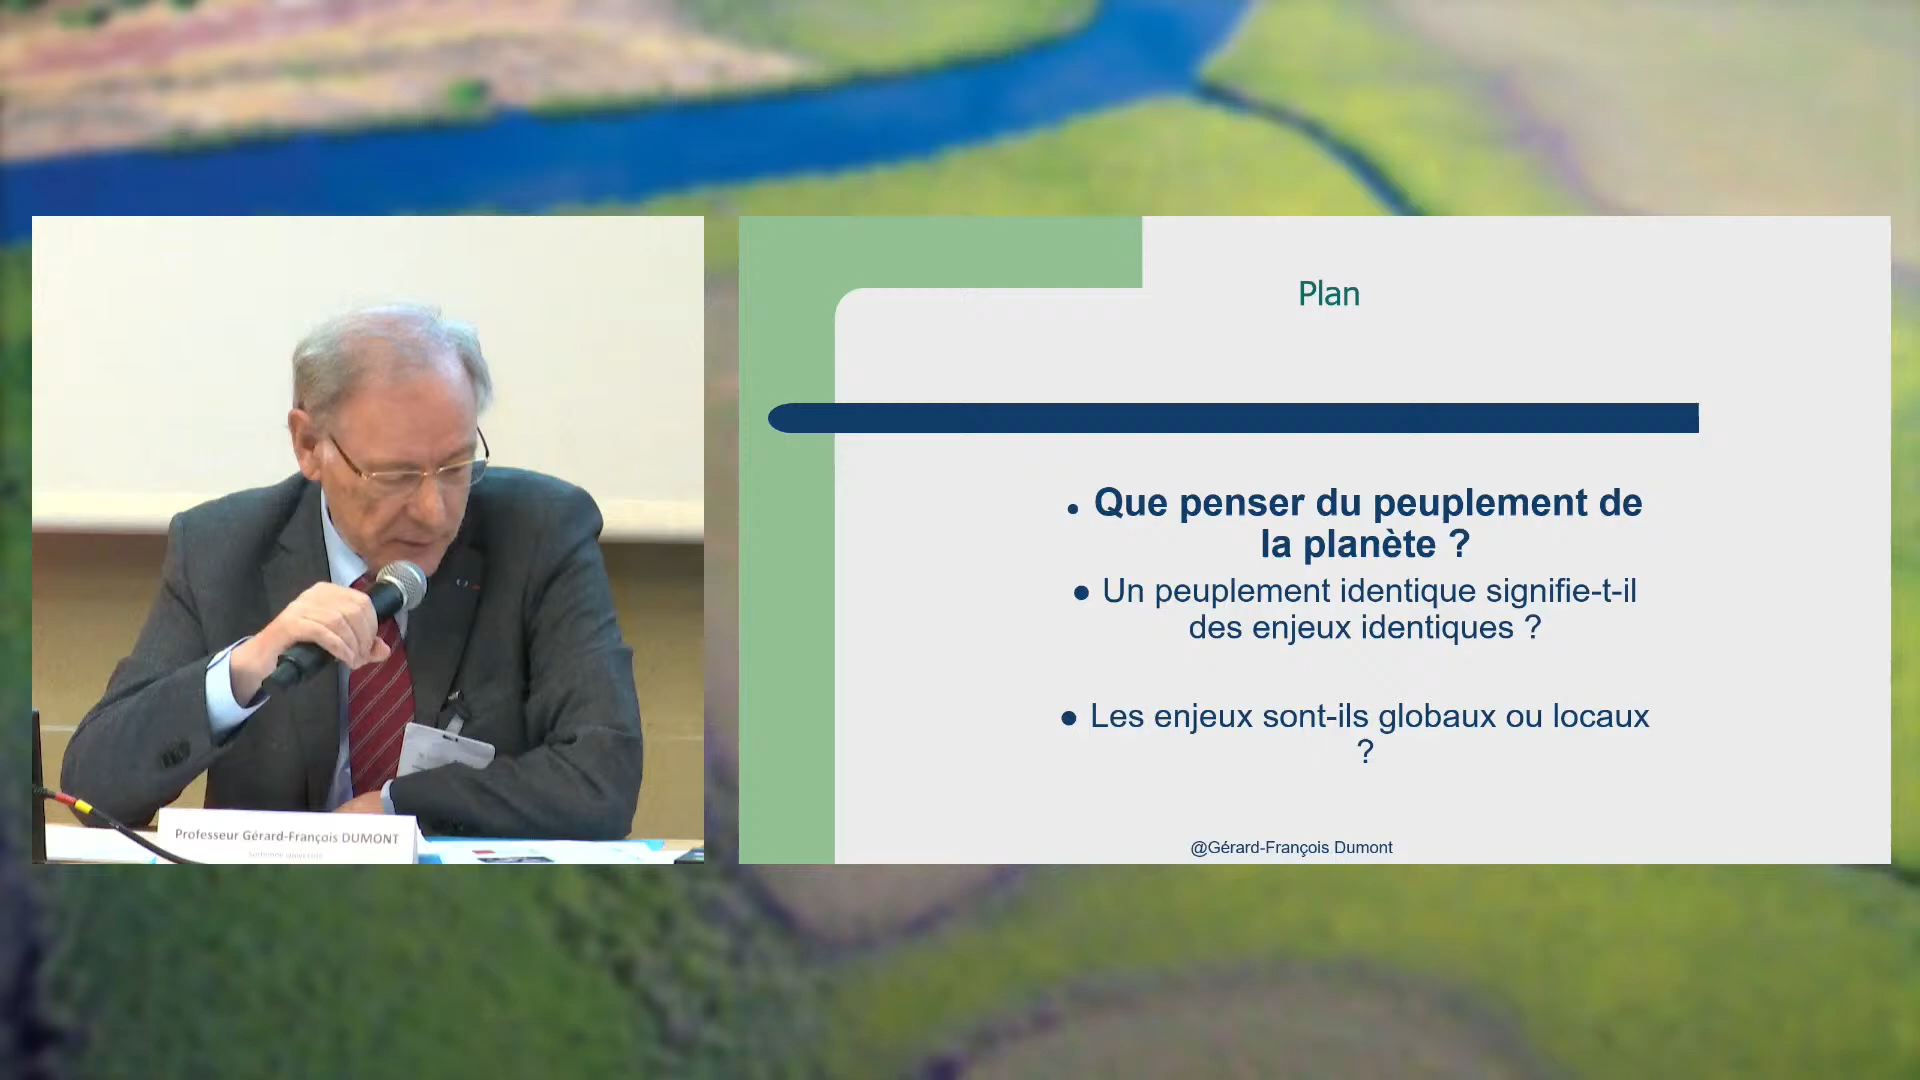 Professeur Gérard-François DUMONT
Plan
• Que penser du peuplement de
la planète ?
• Un peuplement identique signifie-t-il
des enjeux identiques ?
• Les enjeux sont-ils globaux ou locaux
?
@Gérard-François Dumont